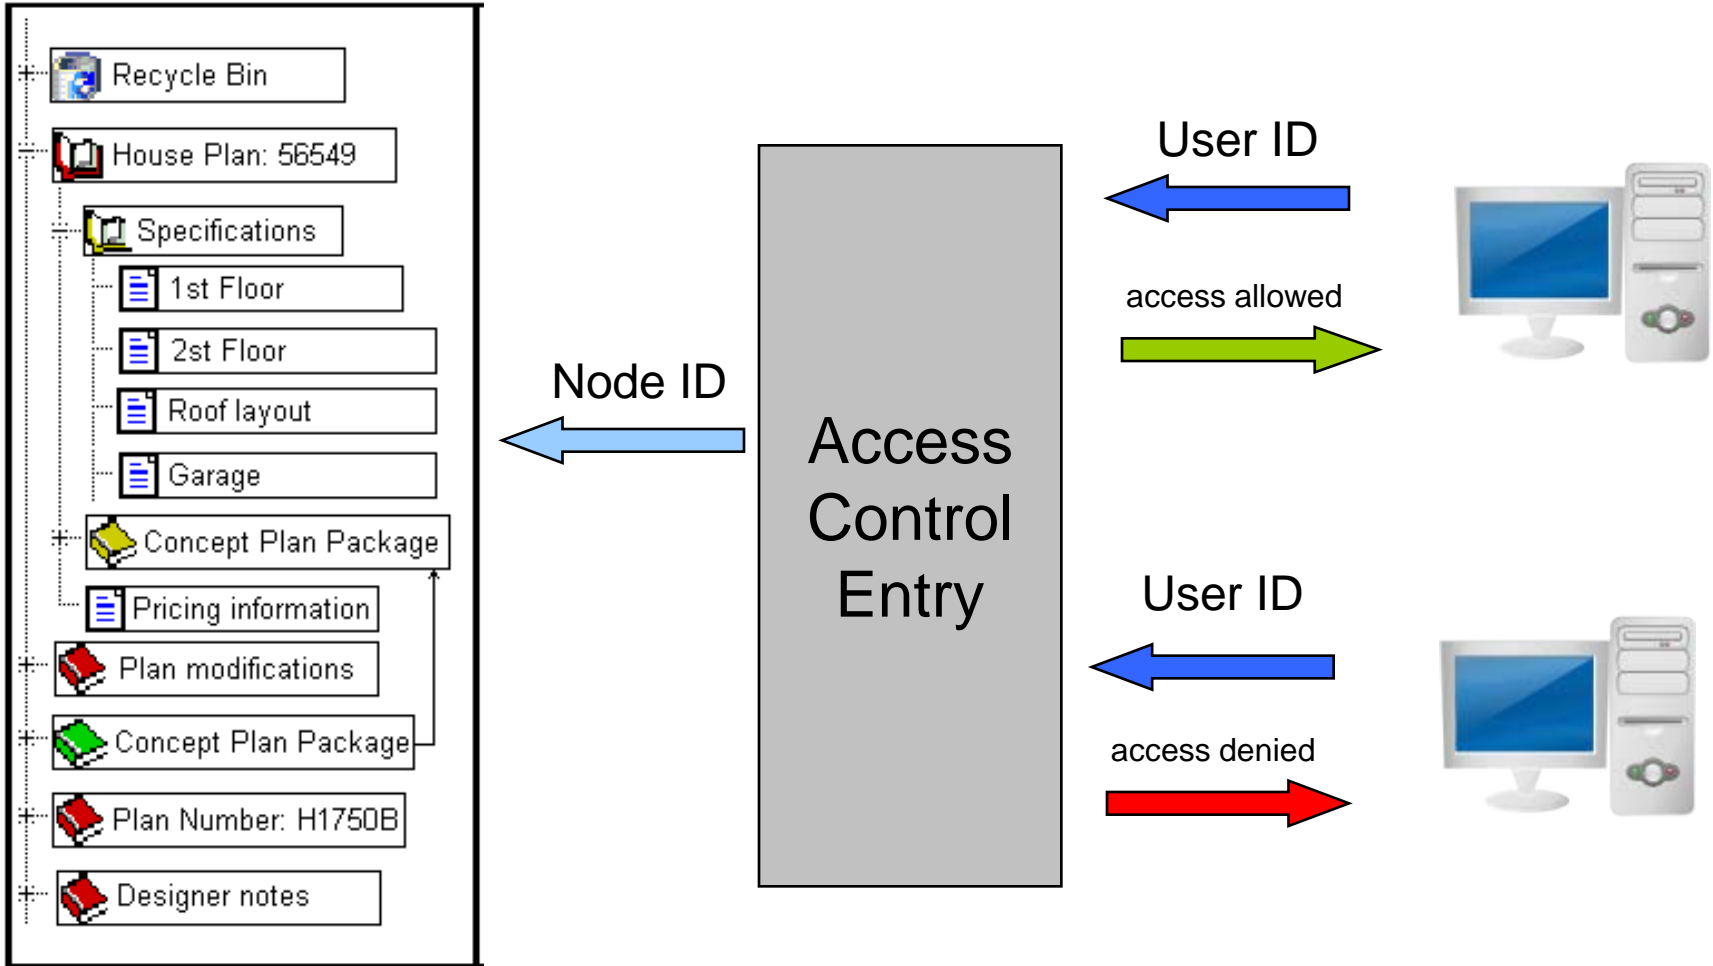 Recycle Bin
House Plan: 56549
Specifications
1st Floor
2st Floor
Roof layout
Garage
Concept Plan Package
Pricing information
Plan modifications
Concept Plan Package
Plan Number: H1750B
Designer notes
Node ID
Access
Control
Entry
User ID
access allowed
User ID
access denied